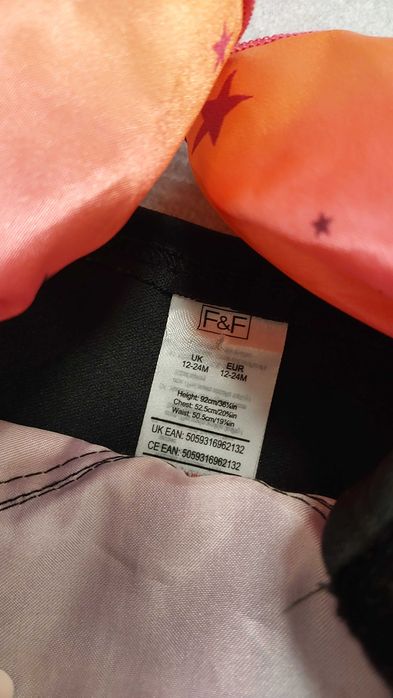 F&F
UK EUR
12-24M 12-24M
Height: 92cm/36¼in
Chest: 52.5cm/20¾in
Waist: 50.5cm/19¾in
UK EAN: 5059316962132
CE EAN: 5059316962132